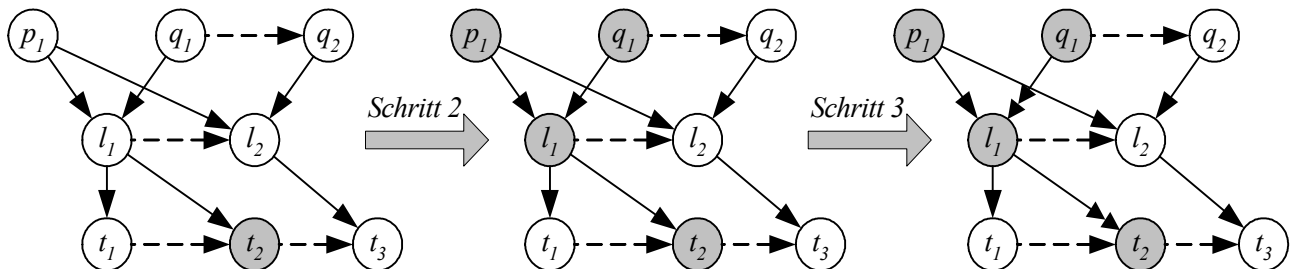 p₁ q₁ q₂ p₁ q₁ q₂ p₁ q₁ q₂
Schritt 2 Schritt 3
l₁ l₂ l₁ l₂ l₁ l₂
t₁ t₂ t₃ t₁ t₂ t₃ t₁ t₂ t₃